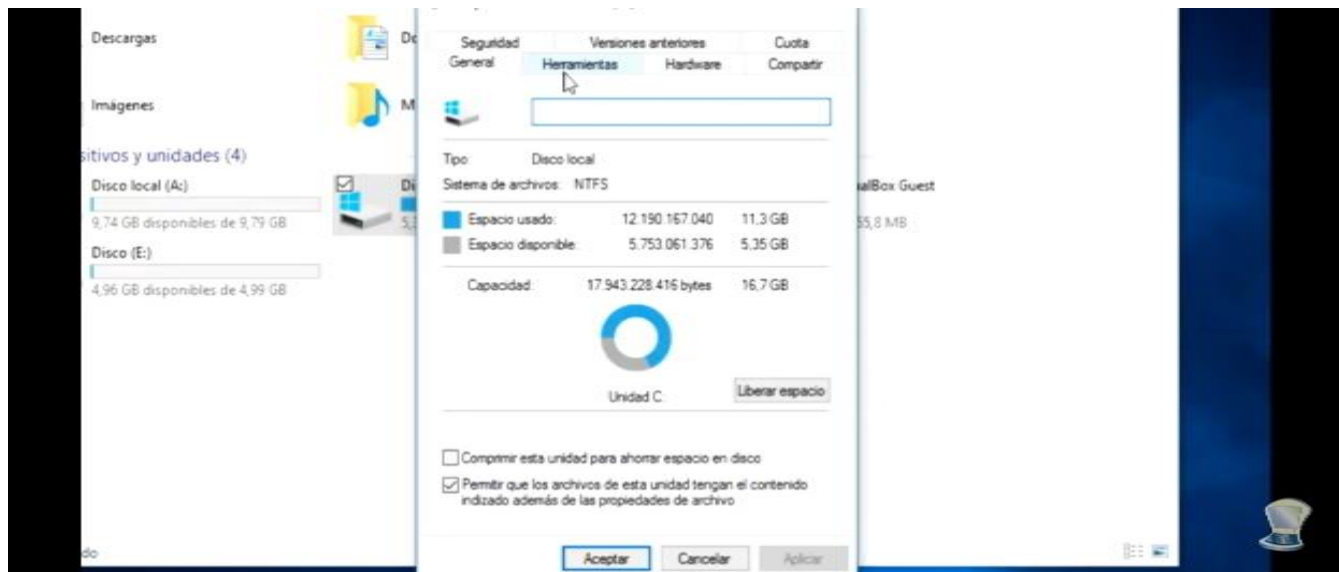 Descargas
Imágenes
sitivos y unidades (4)
Disco local (A:)
9,74 GB disponibles de 9,79 GB
Disco (E:)
4,96 GB disponibles de 4,99 GB
Seguridad Versiones anteriores Cuota
General Herramientas Hardware Compartir
Tipo: Disco local
Sistema de archivos: NTFS
Espacio usado: 12.190.167.040 11,3 GB
Espacio disponible: 5.753.061.376 5,35 GB
Capacidad: 17.943.228.416 bytes 16,7 GB
Unidad C:
Liberar espacio
Comprimir esta unidad para ahorrar espacio en disco
Permitir que los archivos de esta unidad tengan el contenido
indizado además de las propiedades de archivo
Aceptar Cancelar Aplicar
ualBox Guest
55,8 MB